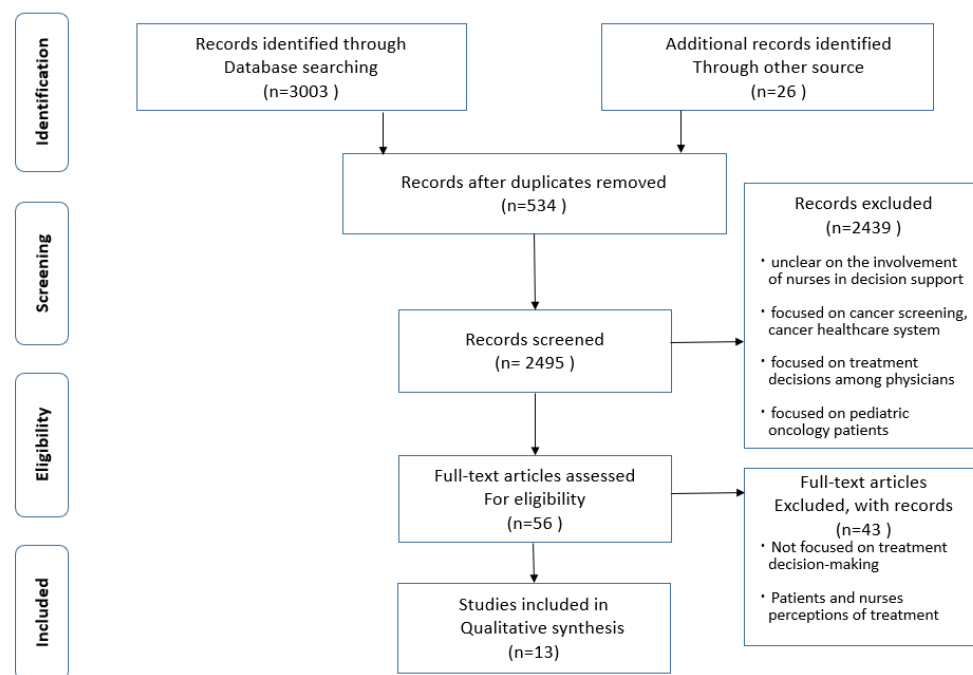 Identification
Records identified through
Database searching
(n=3003 )
Additional records identified
Through other source
(n=26 )
Records after duplicates removed
(n=534 )
Screening
Records screened
(n= 2495 )
Records excluded
(n=2439 )
· unclear on the involvement
of nurses in decision support
· focused on cancer screening,
cancer healthcare system
· focused on treatment
decisions among physicians
· focused on pediatric
oncology patients
Eligibility
Full-text articles assessed
For eligibility
(n=56 )
Full-text articles
Excluded, with records
(n=43 )
· Not focused on treatment
decision-making
· Patients and nurses
perceptions of treatment
Included
Studies included in
Qualitative synthesis
(n=13)